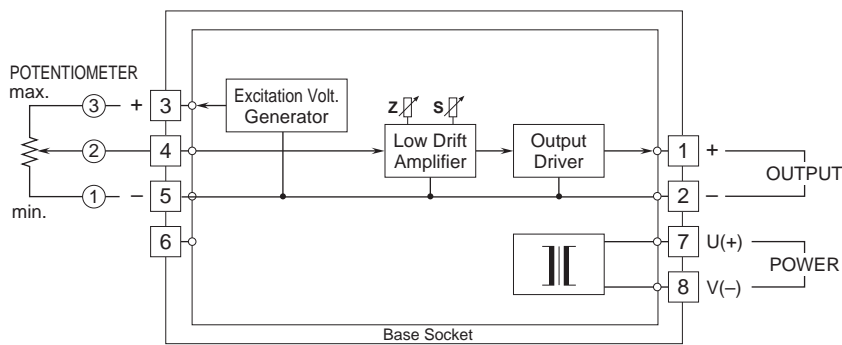 POTENTIOMETER
max.
3 + 3
Excitation Volt.
Generator
Z S
2 4
Low Drift
Amplifier
Output
Driver
1 +
OUTPUT
1 – 5
2 –
min.
6
7 U(+)
POWER
8 V(–)
Base Socket